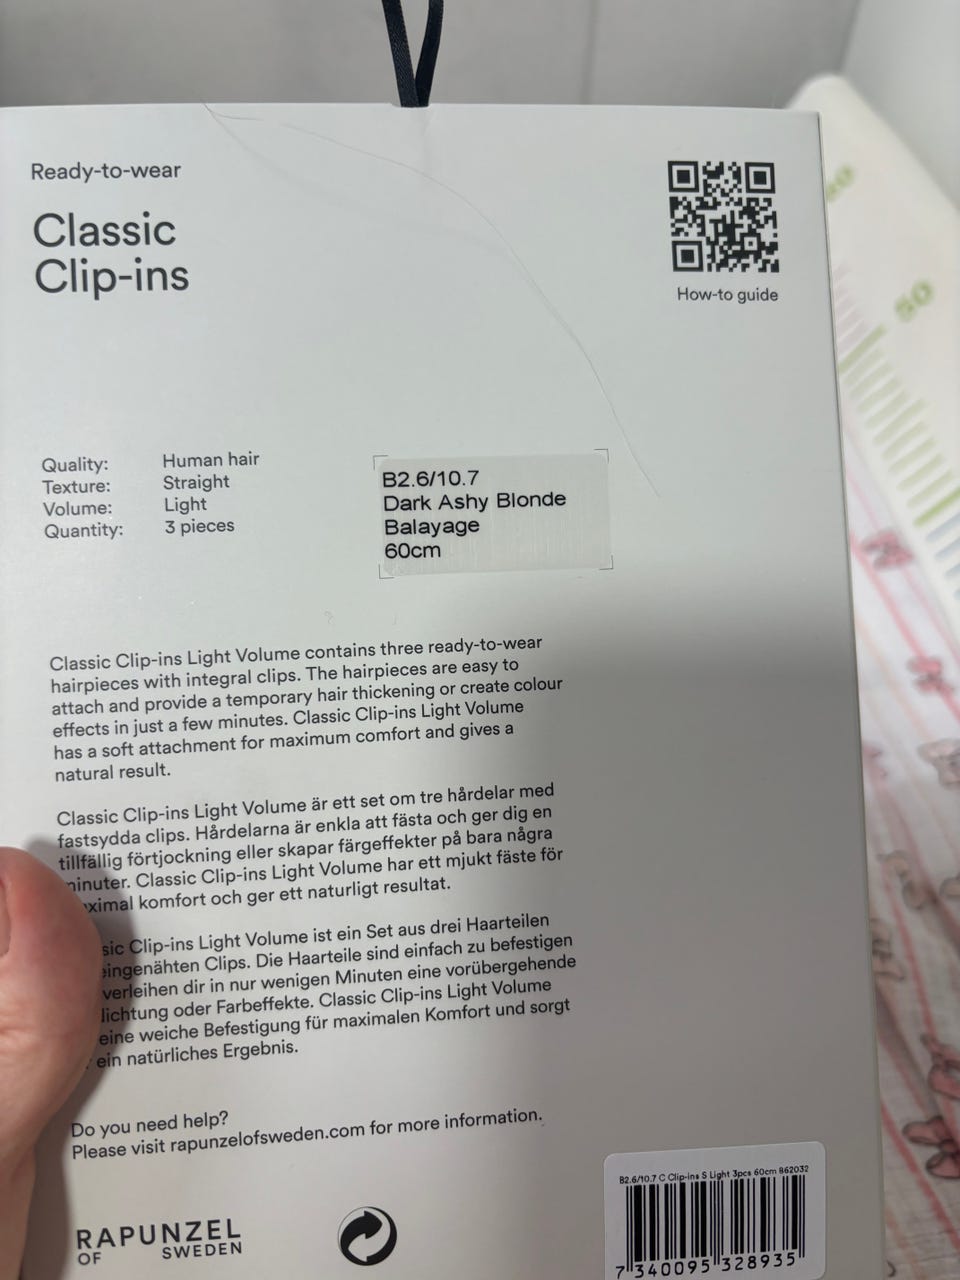 Ready-to-wear
Classic
Clip-ins
How-to guide
Quality: Human hair
Texture: Straight
Volume: Light
Quantity: 3 pieces
B2.6/10.7
Dark Ashy Blonde
Balayage
60cm
Classic Clip-ins Light Volume contains three ready-to-wear
hairpieces with integral clips. The hairpieces are easy to
attach and provide a temporary hair thickening or create colour
effects in just a few minutes. Classic Clip-ins Light Volume
has a soft attachment for maximum comfort and gives a
natural result.
Classic Clip-ins Light Volume är ett set om tre hårdelar med
fastsydda clips. Hårdelarna är enkla att fästa och ger dig en
tillfällig förtjockning eller skapar färgeffekter på bara några
minuter. Classic Clip-ins Light Volume har ett mjukt fäste för
ximal komfort och ger ett naturligt resultat.
sic Clip-ins Light Volume ist ein Set aus drei Haarteilen
eingenähten Clips. Die Haarteile sind einfach zu befestigen
verleihen dir in nur wenigen Minuten eine vorübergehende
lichtung oder Farbeffekte. Classic Clip-ins Light Volume
eine weiche Befestigung für maximalen Komfort und sorgt
ein natürliches Ergebnis.
Do you need help?
Please visit rapunzelofsweden.com for more information.
RAPUNZEL
OF SWEDEN
B2.6/10.7 C Clip-ins S Light 3pcs 60cm 862032
7 340095 328935
50